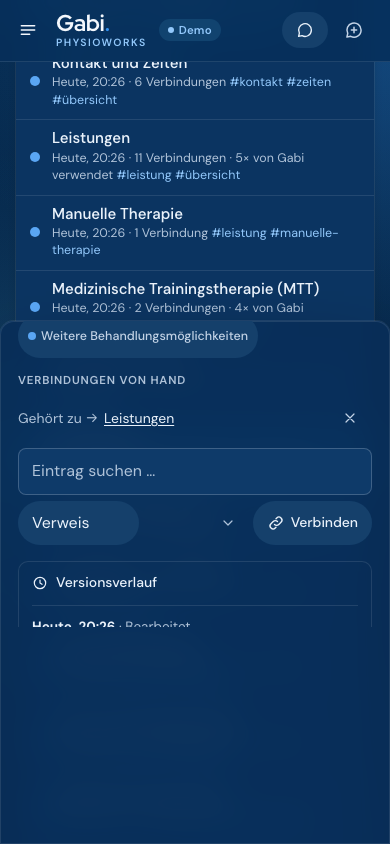 Gabi.
PHYSIOWORKS
Demo
Kontakt und Zeiten
Heute, 20:26 · 6 Verbindungen #kontakt #zeiten
#übersicht
Leistungen
Heute, 20:26 · 11 Verbindungen · 5× von Gabi
verwendet #leistung #übersicht
Manuelle Therapie
Heute, 20:26 · 1 Verbindung #leistung #manuelle-
therapie
Medizinische Trainingstherapie (MTT)
Heute, 20:26 · 2 Verbindungen · 4× von Gabi
Weitere Behandlungsmöglichkeiten
VERBINDUNGEN VON HAND
Gehört zu → Leistungen
Eintrag suchen ...
Verweis
Verbinden
Versionsverlauf
Heute, 20:26 · Bearbeitet